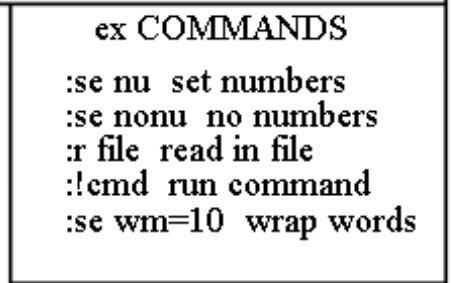 ex COMMANDS
:se nu set numbers
:se nonu no numbers
:r file read in file
:!cmd run command
:se wm=10 wrap words